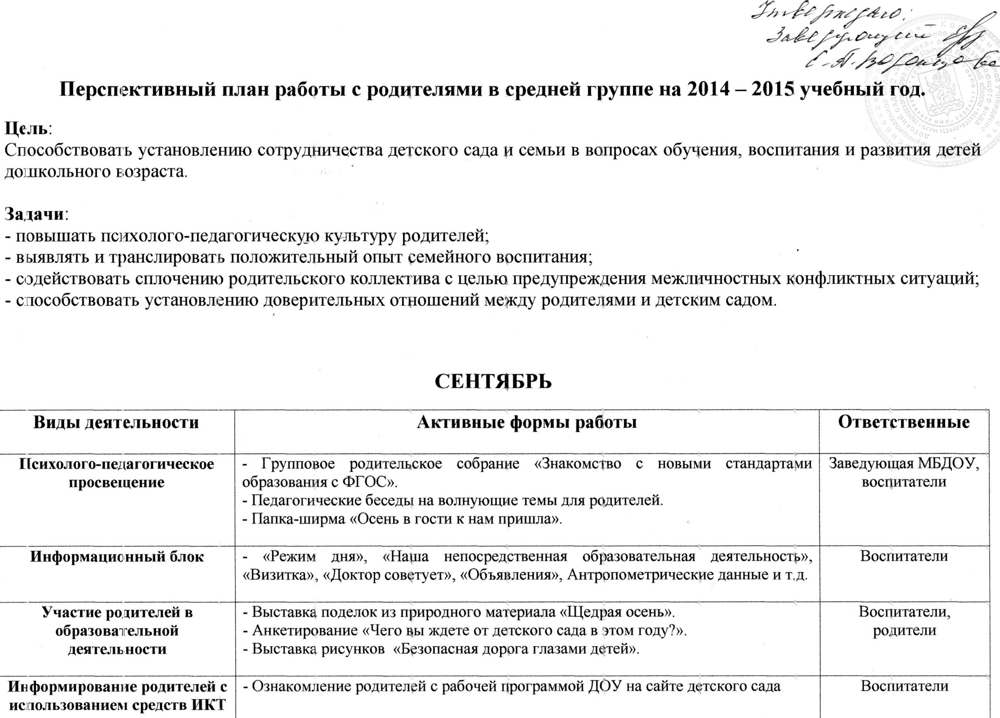 Утверждаю:
Заведующий
Перспективный план работы с родителями в средней группе на 2014 – 2015 учебный год.
Цель:
Способствовать установлению сотрудничества детского сада и семьи в вопросах обучения, воспитания и развития детей
дошкольного возраста.
Задачи:
- повышать психолого-педагогическую культуру родителей;
- выявлять и транслировать положительный опыт семейного воспитания;
- содействовать сплочению родительского коллектива с целью предупреждения межличностных конфликтных ситуаций;
- способствовать установлению доверительных отношений между родителями и детским садом.
СЕНТЯБРЬ
Виды деятельности
Активные формы работы
Ответственные
Психолого-педагогическое
просвещение
- Групповое родительское собрание «Знакомство с новыми стандартами
образования с ФГОС».
- Педагогические беседы на волнующие темы для родителей.
- Папка-ширма «Осень в гости к нам пришла».
Заведующая МБДОУ,
воспитатели
Информационный блок
- «Режим дня», «Наша непосредственная образовательная деятельность»,
«Визитка», «Доктор советует», «Объявления», Антропометрические данные и т.д.
Воспитатели
Участие родителей в
образовательной
деятельности
- Выставка поделок из природного материала «Щедрая осень».
- Анкетирование «Чего вы ждете от детского сада в этом году?».
- Выставка рисунков «Безопасная дорога глазами детей».
Воспитатели,
родители
Информирование родителей с
использованием средств ИКТ
- Ознакомление родителей с рабочей программой ДОУ на сайте детского сада
Воспитатели